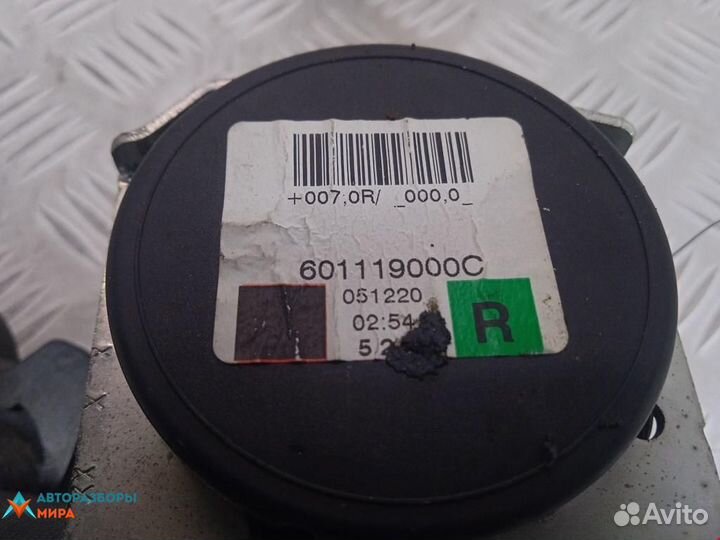 +007,0R/ _000,0_
601119000C
051220
02:54
R
АВТОРАЗБОРЫ
МИРА
Avito